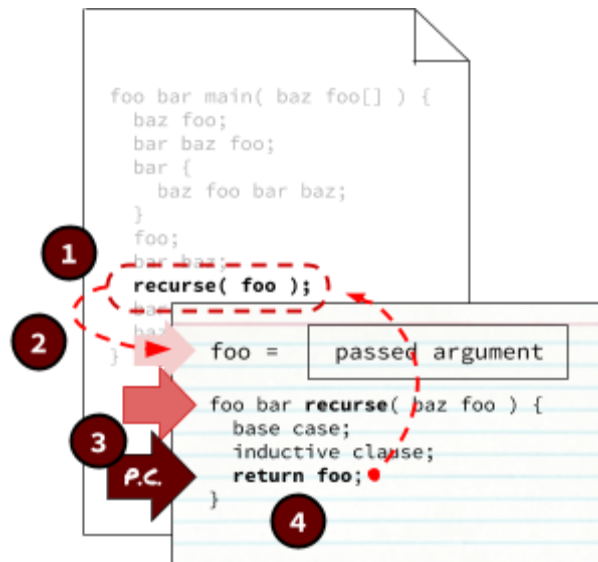 foo bar main( baz foo[] ) {
baz foo;
bar baz foo;
bar {
baz foo bar baz;
}
foo;
bar baz;
1
recurse( foo );
bar
2
baz
}
foo = passed argument
foo bar recurse( baz foo ) {
base case;
3
inductive clause;
P.C.
return foo;
}
4